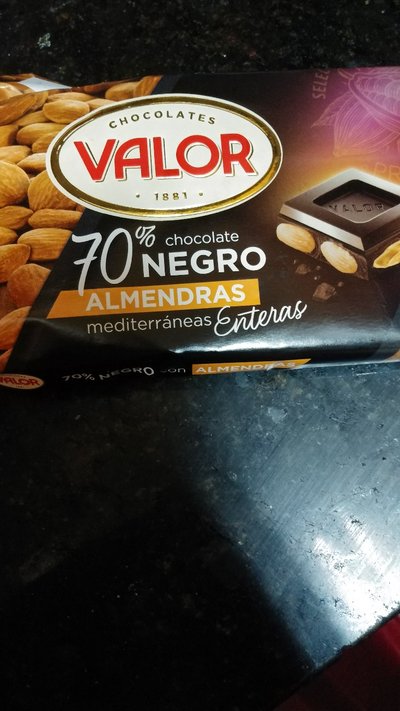 CHOCOLATES
VALOR
1881
70% chocolate
NEGRO
ALMENDRAS
mediterráneas Enteras
VALOR
VALOR
70% NEGRO con ALMENDRAS